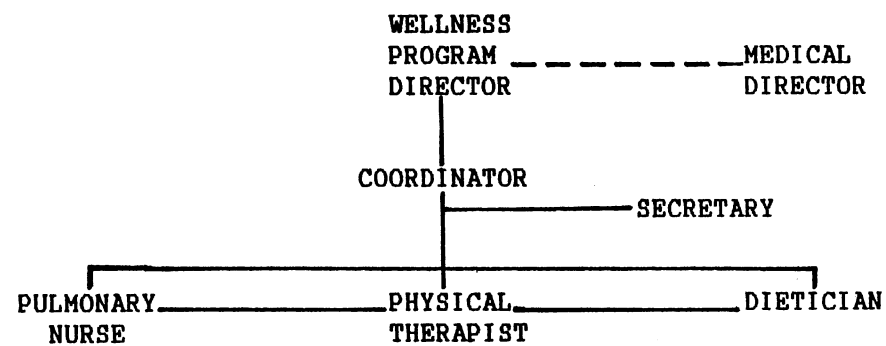 WELLNESS
PROGRAM
DIRECTOR
MEDICAL
DIRECTOR
COORDINATOR
SECRETARY
PULMONARY
NURSE
PHYSICAL
THERAPIST
DIETICIAN